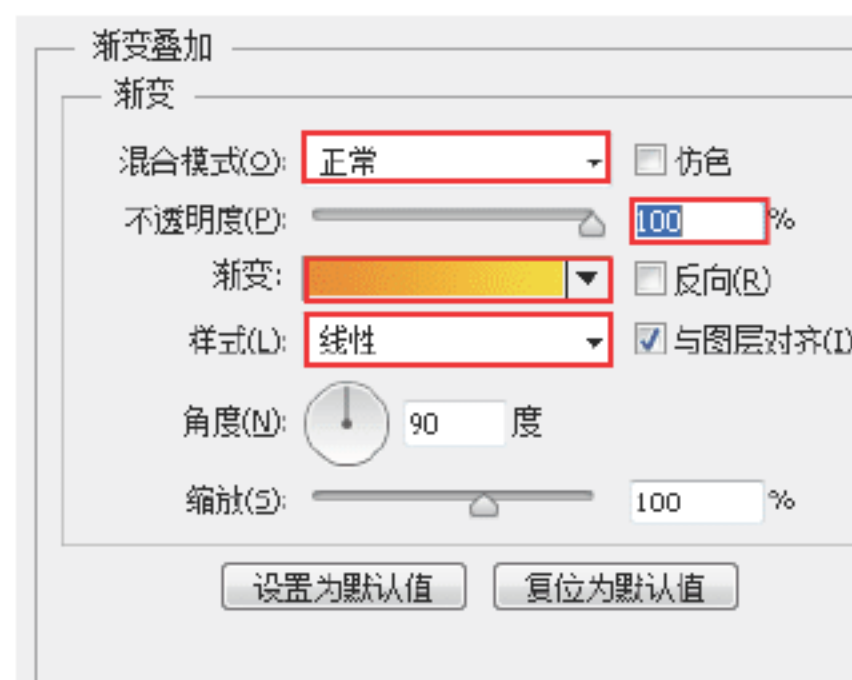 渐变叠加
渐变
混合模式(O): 正常 仿色
不透明度(P): 100 %
渐变: 反向(R)
样式(L): 线性 与图层对齐(I)
角度(N): 90 度
缩放(S): 100 %
设置为默认值 复位为默认值